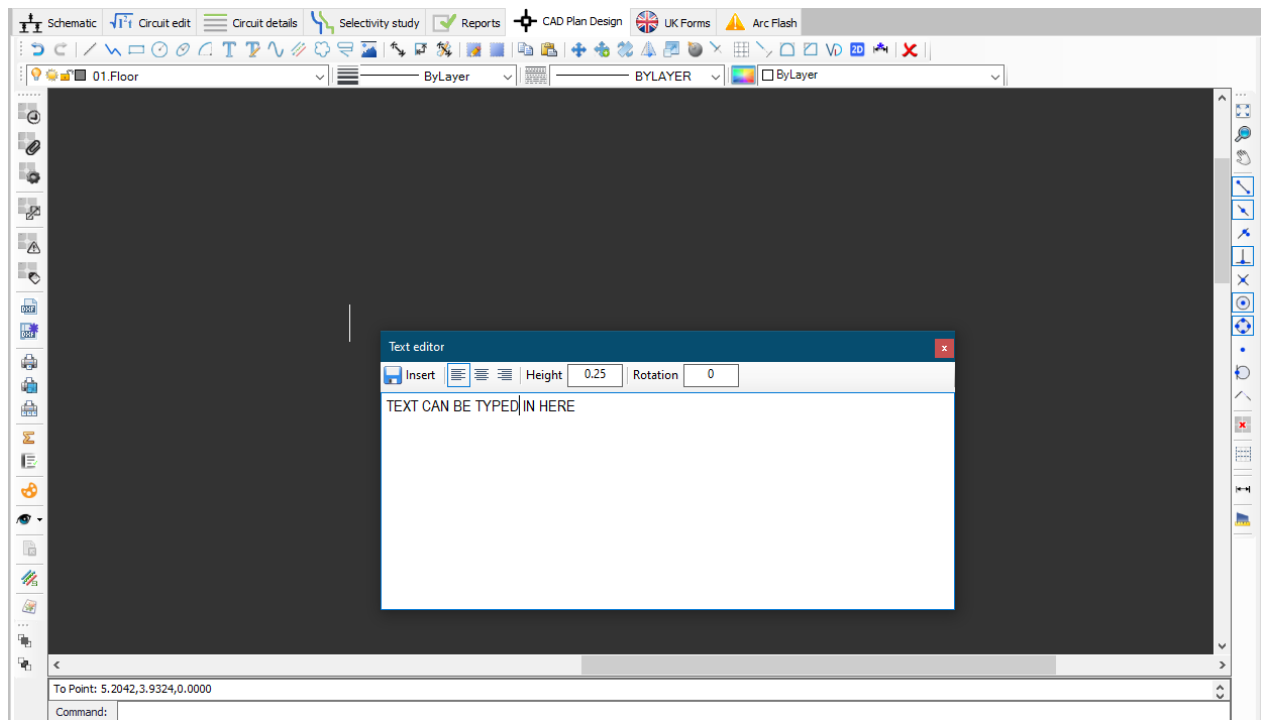 Schematic Circuit edit Circuit details Selectivity study Reports CAD Plan Design UK Forms Arc Flash
01.Floor ByLayer BYLAYER ByLayer
Text editor
Insert Height 0.25 Rotation 0
TEXT CAN BE TYPED IN HERE
To Point: 5.2042,3.9324,0.0000
Command: